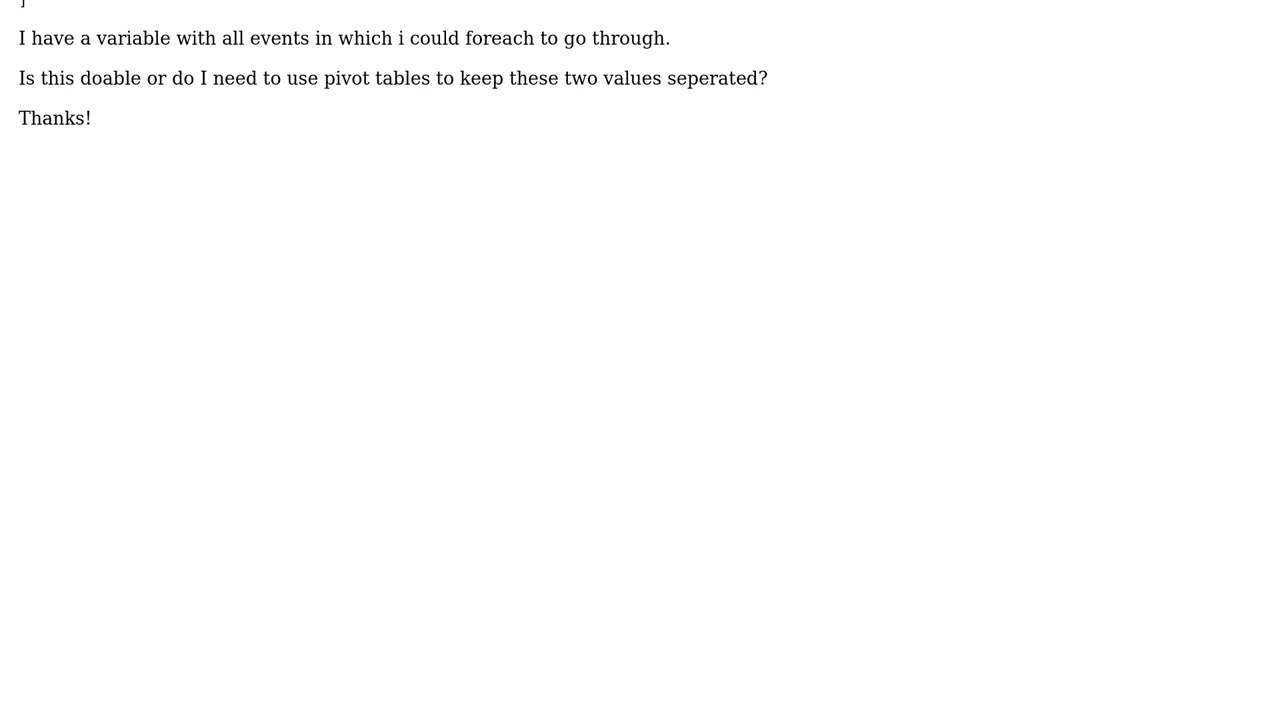 ]
I have a variable with all events in which i could foreach to go through.
Is this doable or do I need to use pivot tables to keep these two values seperated?
Thanks!